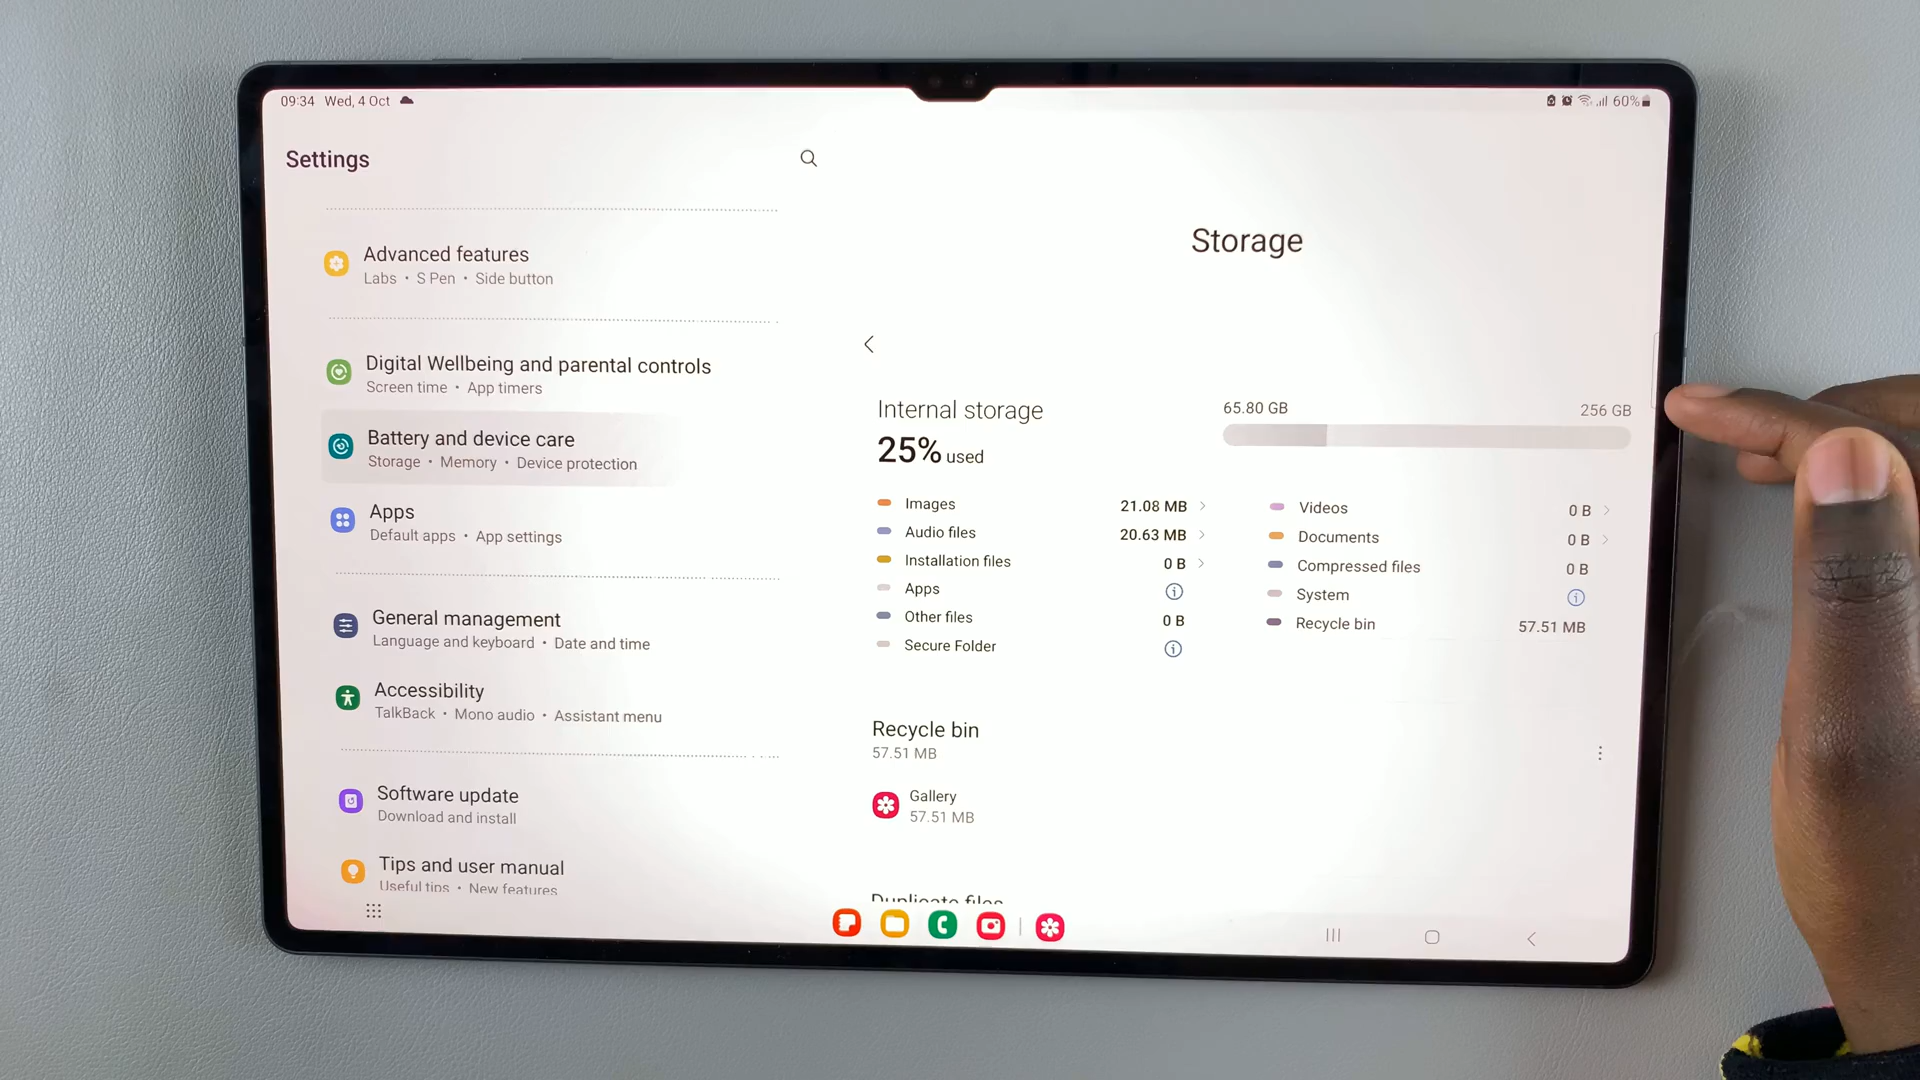 09:34 Wed, 4 Oct
60%
Settings
Advanced features
Labs • S Pen • Side button
Digital Wellbeing and parental controls
Screen time • App timers
Battery and device care
Storage • Memory • Device protection
Apps
Default apps • App settings
General management
Language and keyboard • Date and time
Accessibility
TalkBack • Mono audio • Assistant menu
Software update
Download and install
Tips and user manual
Useful tips • New features
Storage
Internal storage
25% used
65.80 GB 256 GB
Images 21.08 MB
Audio files 20.63 MB
Installation files 0 B
Apps
Other files 0 B
Secure Folder
Videos 0 B
Documents 0 B
Compressed files 0 B
System
Recycle bin 57.51 MB
Recycle bin
57.51 MB
Gallery
57.51 MB
Duplicate files